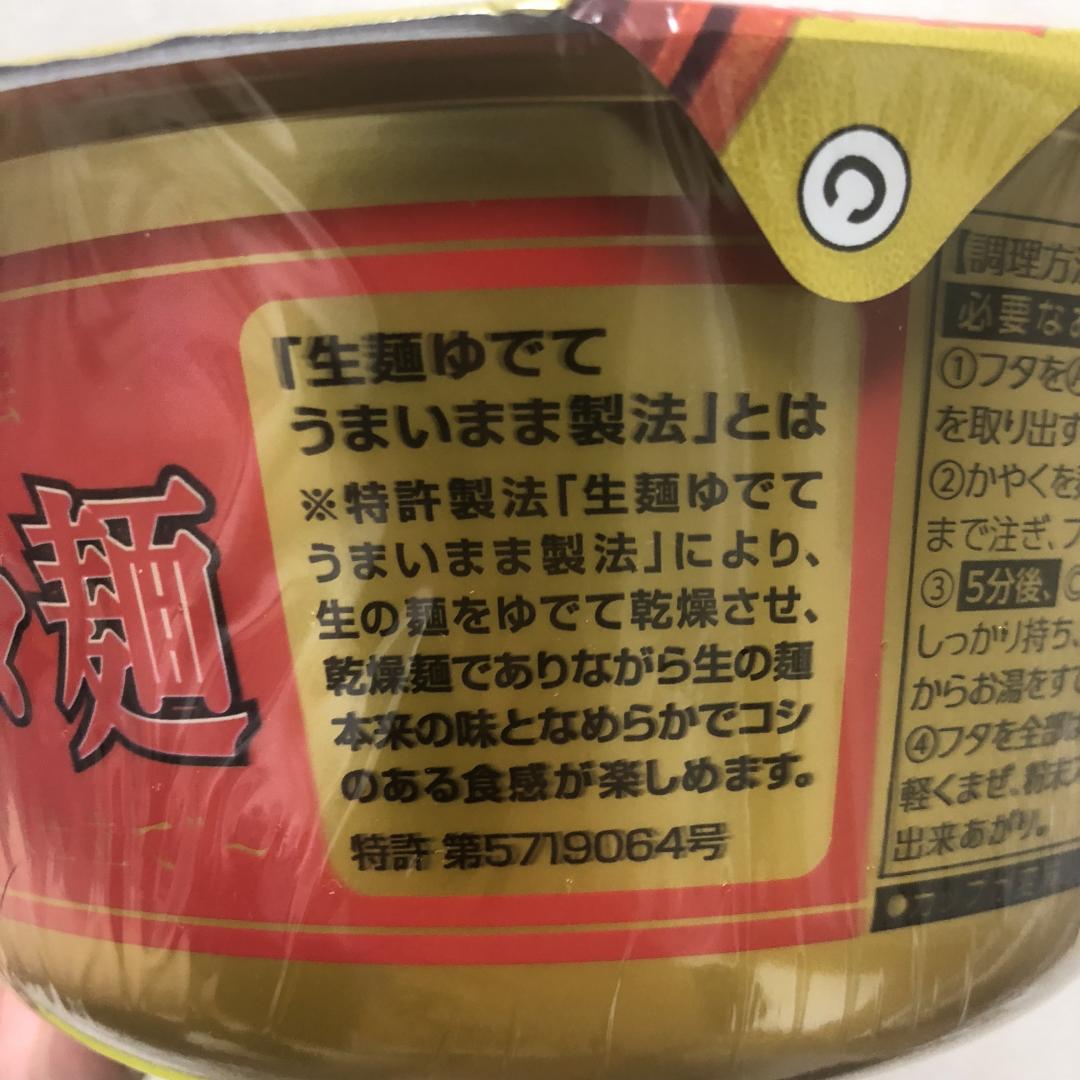 麺
「生麺ゆでて
うまいまま製法」とは
※特許製法「生麺ゆでて
うまいまま製法」により、
生の麺をゆでて乾燥させ、
乾燥麺でありながら生の麺
本来の味となめらかでコシ
のある食感が楽しめます。
特許 第5719064号
C
【調理方法
必要なお
①フタをⒶ
を取り出す
②かやくを
まで注ぎ、フ
③ 5分後、Ⓒ
しっかり持ち、
からお湯をす
④フタを全部
軽くまぜ、粉末
出来あがり。